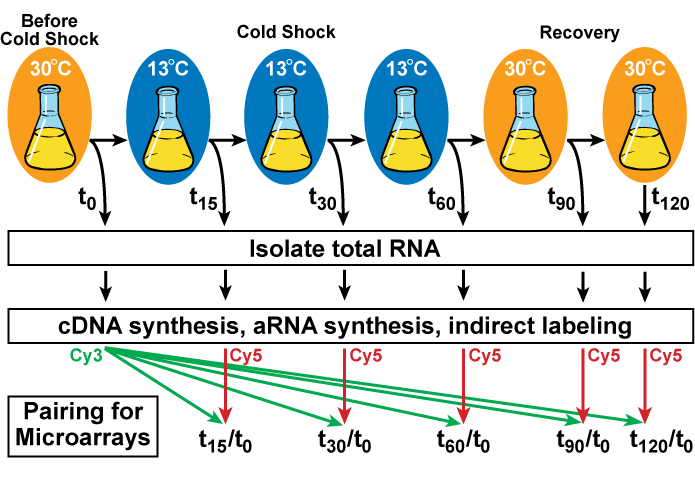 Before
Cold Shock
Cold Shock
Recovery
30°C
13°C
13°C
13°C
30°C
30°C
t0
t15
t30
t60
t90
t120
Isolate total RNA
cDNA synthesis, aRNA synthesis, indirect labeling
Cy3
Cy5
Cy5
Cy5
Cy5
Cy5
Pairing for
Microarrays
t15/t0
t30/t0
t60/t0
t90/t0
t120/t0